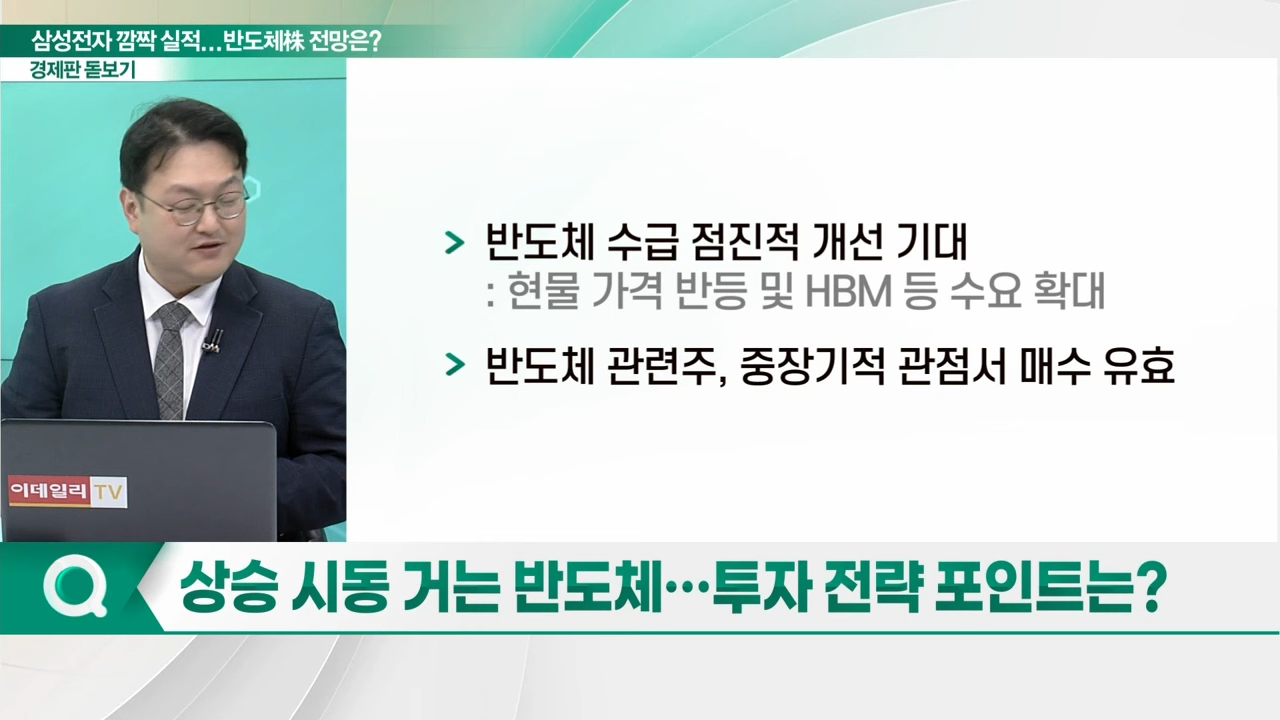 삼성전자 깜짝 실적...반도체株 전망은?
경제판 돋보기
> 반도체 수급 점진적 개선 기대
: 현물 가격 반등 및 HBM 등 수요 확대
> 반도체 관련주, 중장기적 관점서 매수 유효
이데일리TV
상승 시동 거는 반도체…투자 전략 포인트는?